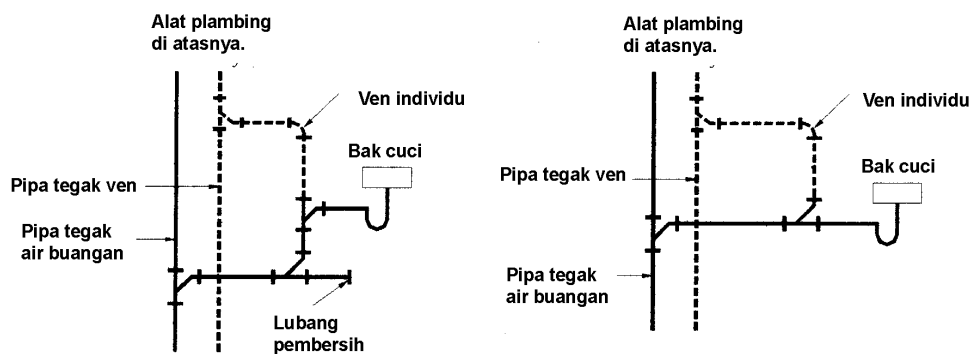 Alat plambing
di atasnya.
Ven individu
Bak cuci
Pipa tegak ven
Pipa tegak
air buangan
Lubang
pembersih
Alat plambing
di atasnya.
Ven individu
Bak cuci
Pipa tegak ven
Pipa tegak
air buangan